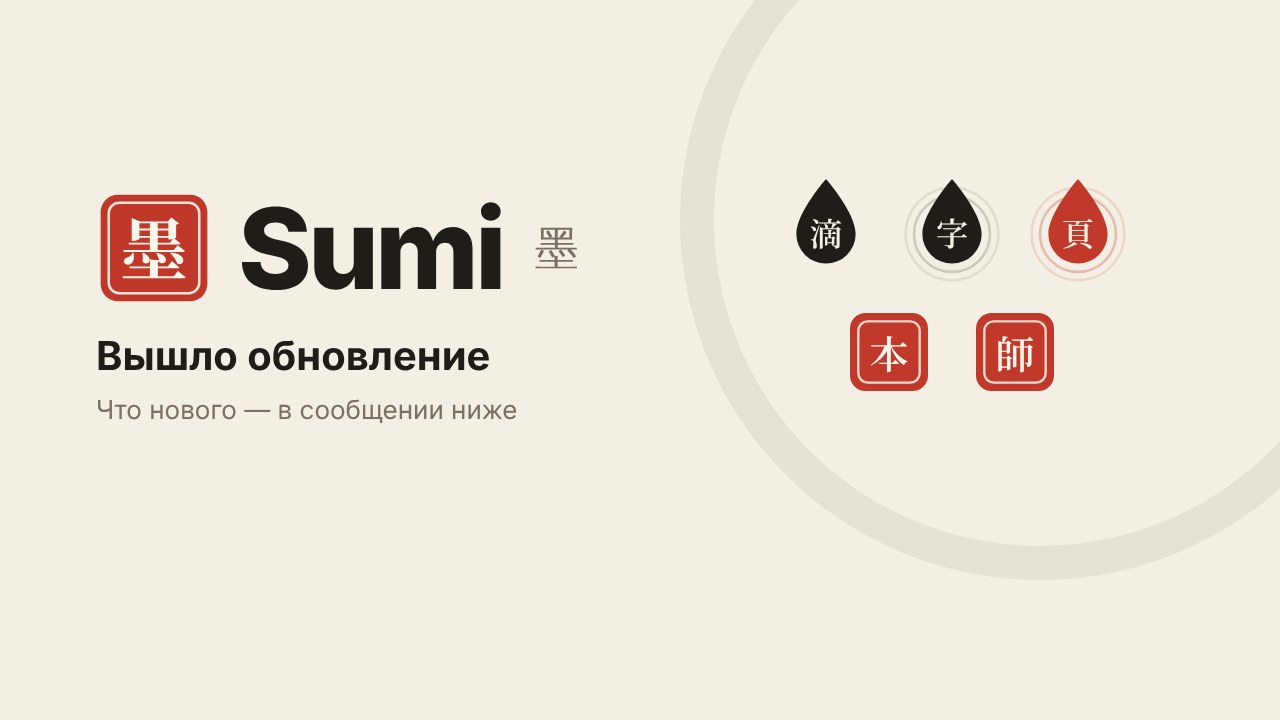 墨 Sumi 墨
Вышло обновление
Что нового — в сообщении ниже
滴 字 頁
本 師